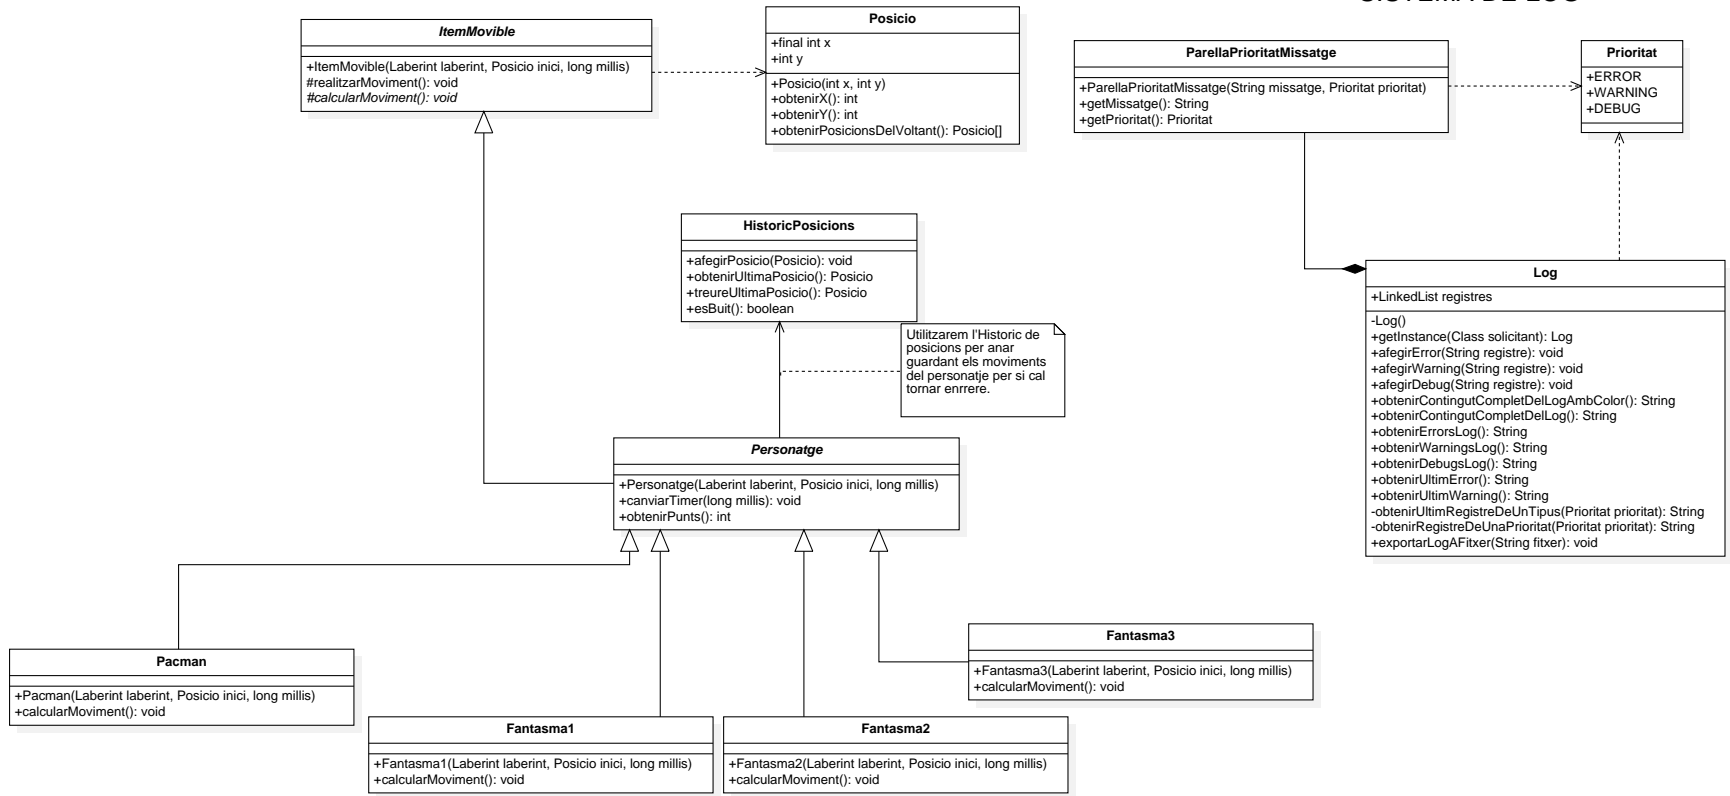 SISTEMA DE LOG
ItemMovible
+ItemMovible(Laberint laberint, Posicio inici, long millis)
#realitzarMoviment(): void
#calcularMoviment(): void
Posicio
+final int x
+int y
+Posicio(int x, int y)
+obtenirX(): int
+obtenirY(): int
+obtenirPosicionsDelVoltant(): Posicio[]
ParellaPrioritatMissatge
+ParellaPrioritatMissatge(String missatge, Prioritat prioritat)
+getMissatge(): String
+getPrioritat(): Prioritat
Prioritat
+ERROR
+WARNING
+DEBUG
HistoricPosicions
+afegirPosicio(Posicio): void
+obtenirUltimaPosicio(): Posicio
+treureUltimaPosicio(): Posicio
+esBuit(): boolean
Utilitzarem l'Historic de
posicions per anar
guardant els moviments
del personatje per si cal
tornar enrrere.
Log
+LinkedList registres
-Log()
+getInstance(Class solicitant): Log
+afegirError(String registre): void
+afegirWarning(String registre): void
+afegirDebug(String registre): void
+obtenirContingutCompletDelLogAmbColor(): String
+obtenirContingutCompletDelLog(): String
+obtenirErrorsLog(): String
+obtenirWarningsLog(): String
+obtenirDebugsLog(): String
+obtenirUltimError(): String
+obtenirUltimWarning(): String
-obtenirUltimRegistreDeUnTipus(Prioritat prioritat): String
-obtenirRegistreDeUnaPrioritat(Prioritat prioritat): String
+exportarLogAFitxer(String fitxer): void
Personatge
+Personatge(Laberint laberint, Posicio inici, long millis)
+canviarTimer(long millis): void
+obtenirPunts(): int
Pacman
+Pacman(Laberint laberint, Posicio inici, long millis)
+calcularMoviment(): void
Fantasma1
+Fantasma1(Laberint laberint, Posicio inici, long millis)
+calcularMoviment(): void
Fantasma2
+Fantasma2(Laberint laberint, Posicio inici, long millis)
+calcularMoviment(): void
Fantasma3
+Fantasma3(Laberint laberint, Posicio inici, long millis)
+calcularMoviment(): void